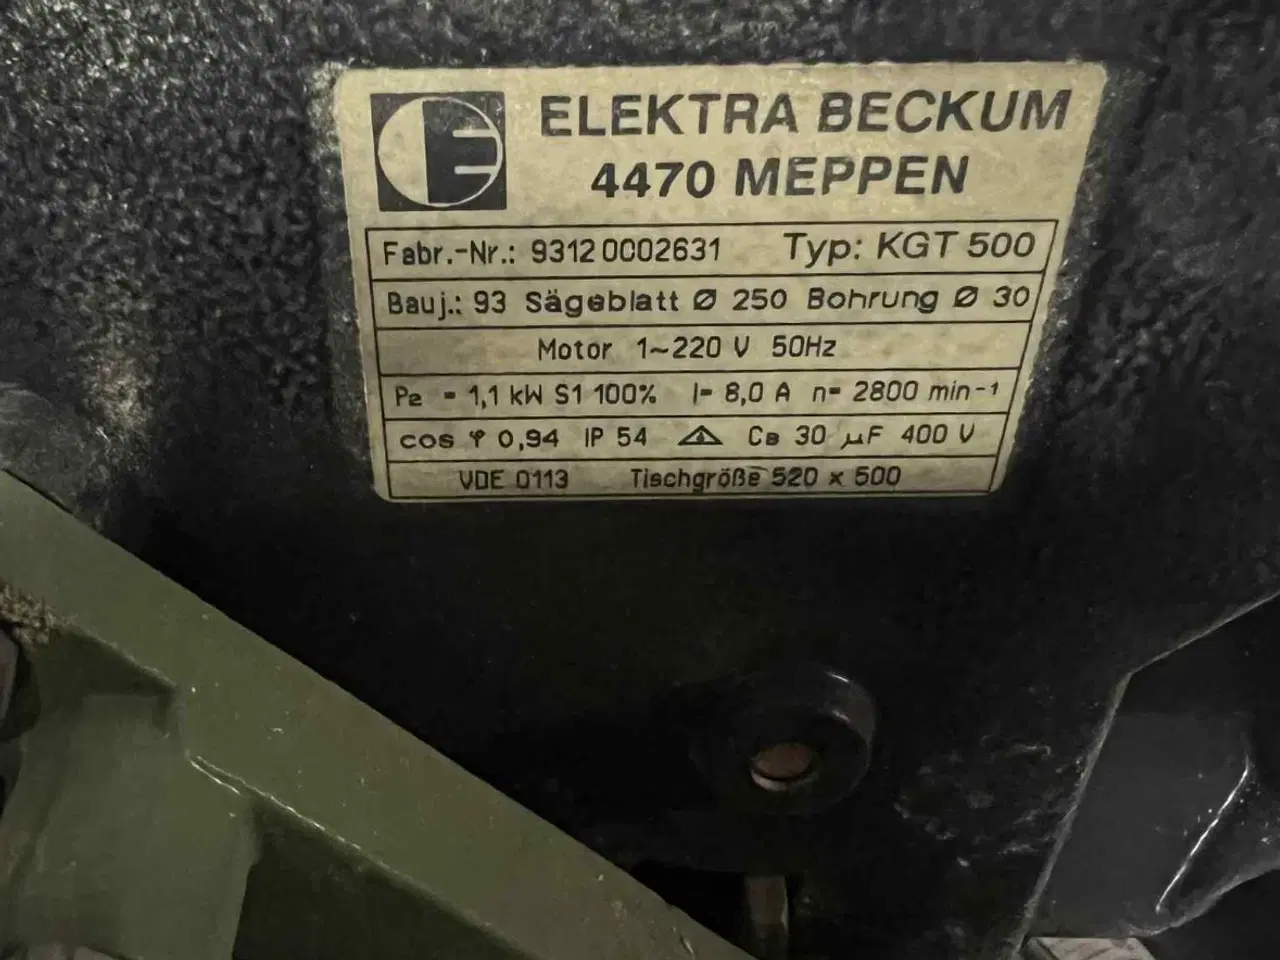 ELEKTRA BECKUM
4470 MEPPEN
Fabr.-Nr.: 93120002631 Typ: KGT 500
Bauj.: 93 Sägeblatt Ø 250 Bohrung Ø 30
Motor 1~220 V 50Hz
P2 = 1,1 kW S1 100% I= 8,0 A n= 2800 min-1
cos φ 0,94 IP 54 CB 30 µF 400 V
VDE 0113 Tischgröße 520 x 500